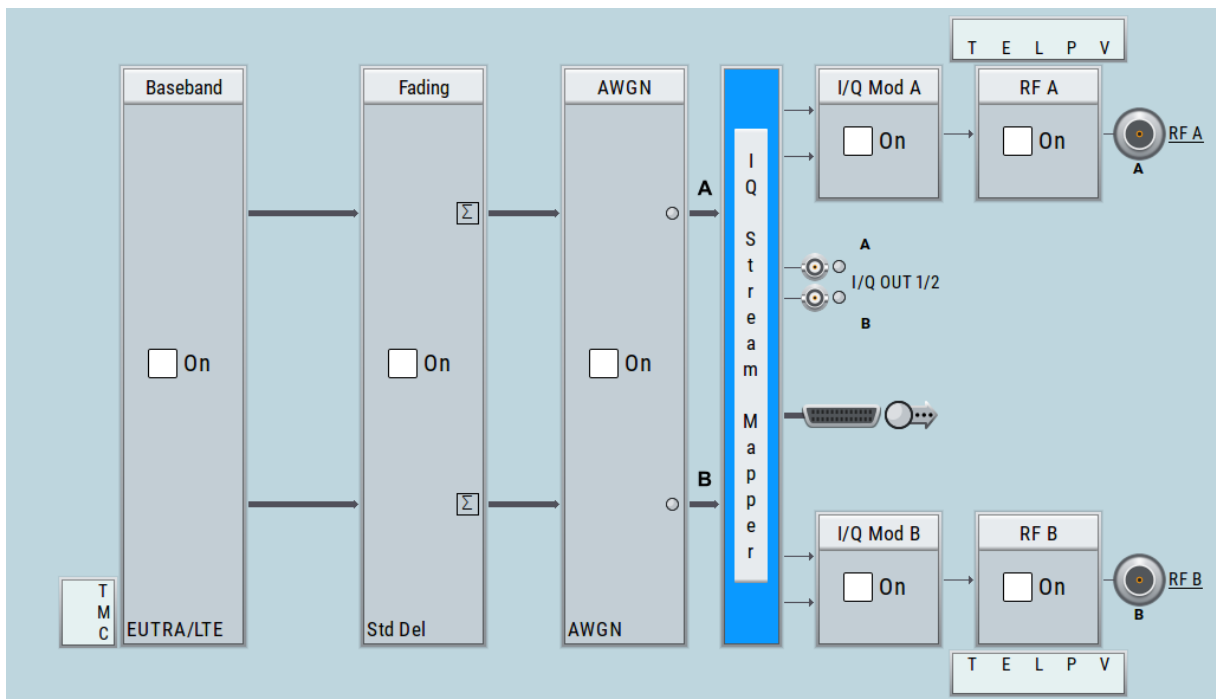 T E L P V
Baseband
Fading
AWGN
I/Q Mod A
RF A
On
On
RF A
A
A
Σ
I
Q
S
t
r
e
a
m
M
a
p
p
e
r
A
I/Q OUT 1/2
B
On
On
On
B
Σ
I/Q Mod B
RF B
On
On
RF B
B
T
M
C
EUTRA/LTE
Std Del
AWGN
T E L P V